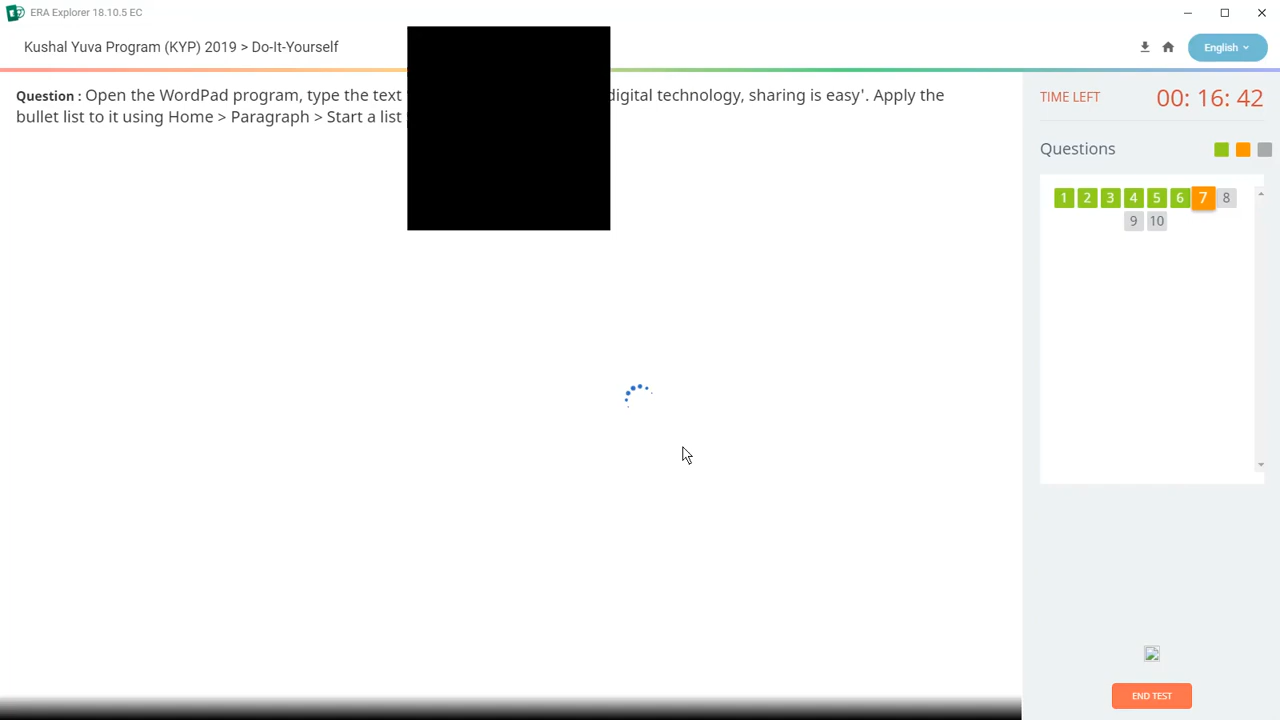 ERA Explorer 18.10.5 EC
Kushal Yuva Program (KYP) 2019 > Do-It-Yourself
English
Question : Open the WordPad program, type the text digital technology, sharing is easy'. Apply the
bullet list to it using Home > Paragraph > Start a list
TIME LEFT 00: 16: 42
Questions
1 2 3 4 5 6 7 8
9 10
END TEST